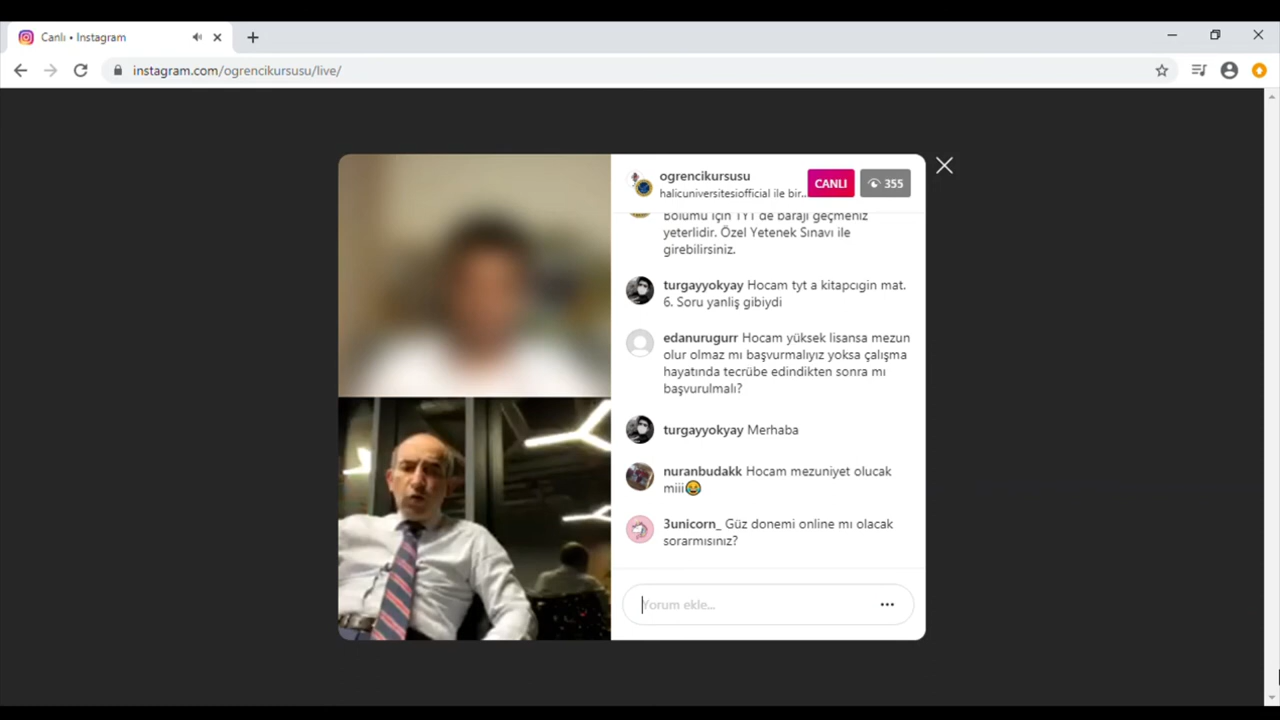 Canlı • Instagram
instagram.com/ogrencikursusu/live/
ogrencikursusu
halicuniversitesiofficial ile bir...
CANLI
355
Bölümü için TYT de barajı geçmeniz
yeterlidir. Özel Yetenek Sınavı ile
girebilirsiniz.
turgayyokyay Hocam tyt a kitapcıgin mat.
6. Soru yanliş gibiydi
edanurugurr Hocam yüksek lisansa mezun
olur olmaz mı başvurmalıyız yoksa çalışma
hayatında tecrübe edindikten sonra mı
başvurulmalı?
turgayyokyay Merhaba
nuranbudakk Hocam mezuniyet olucak
miii😂
3unicorn_ Güz donemi online mı olacak
sorarmısınız?
Yorum ekle...